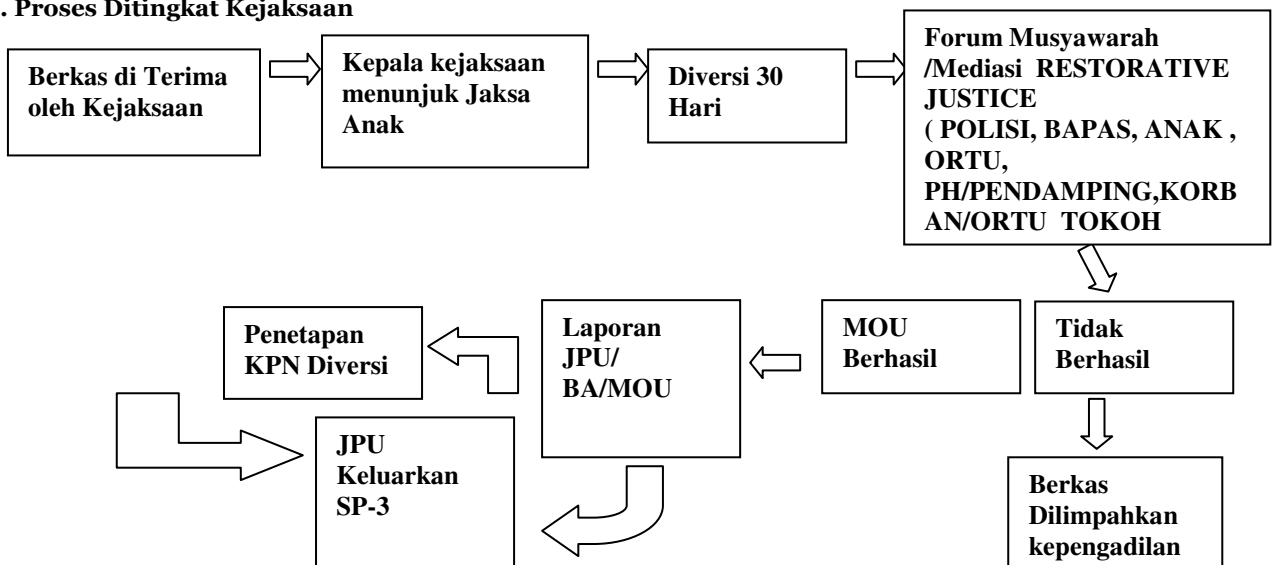 . Proses Ditingkat Kejaksaan
Berkas di Terima
oleh Kejaksaan
Kepala kejaksaan
menunjuk Jaksa
Anak
Diversi 30
Hari
Forum Musyawarah
/Mediasi RESTORATIVE
JUSTICE
( POLISI, BAPAS, ANAK ,
ORTU,
PH/PENDAMPING,KORB
AN/ORTU TOKOH
Penetapan
KPN Diversi
Laporan
JPU/
BA/MOU
MOU
Berhasil
Tidak
Berhasil
JPU
Keluarkan
SP-3
Berkas
Dilimpahkan
kepengadilan